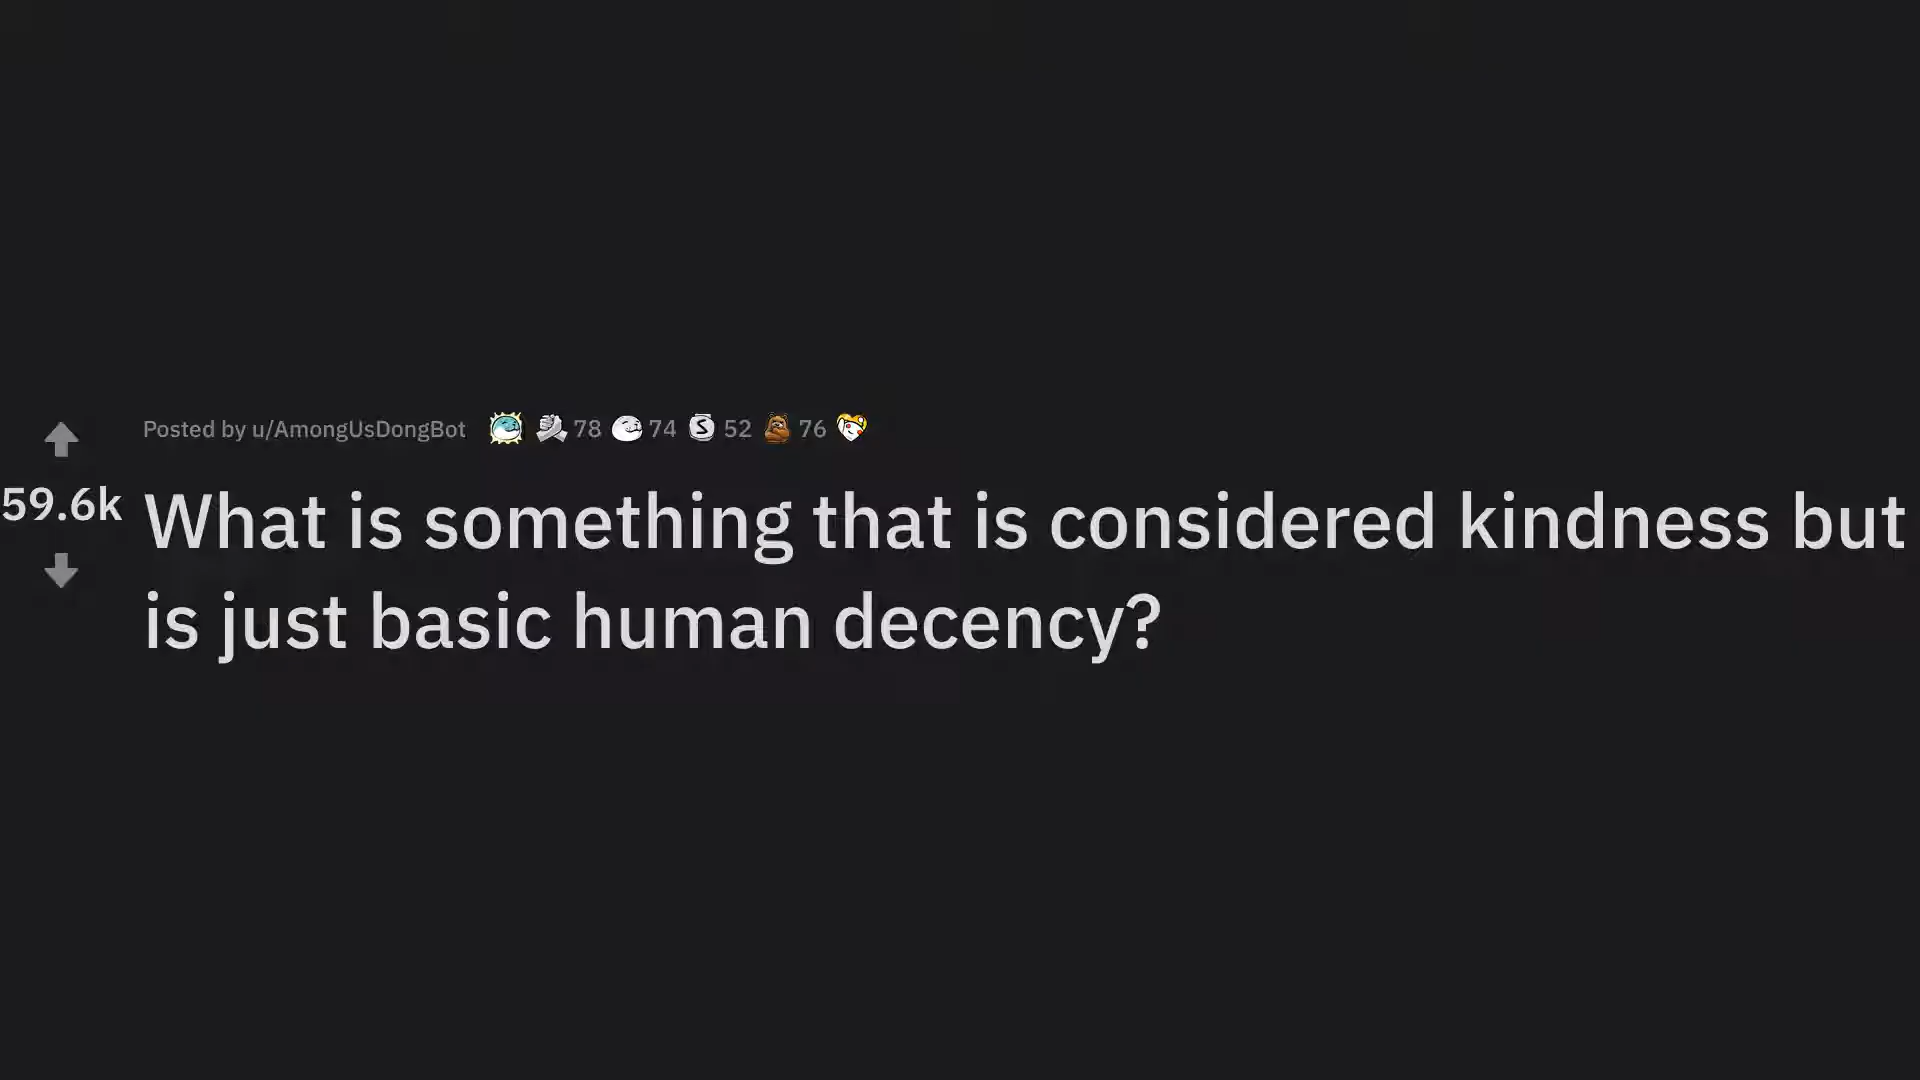 Posted by u/AmongUsDongBot 78 74 S 52 76
59.6k
What is something that is considered kindness but
is just basic human decency?